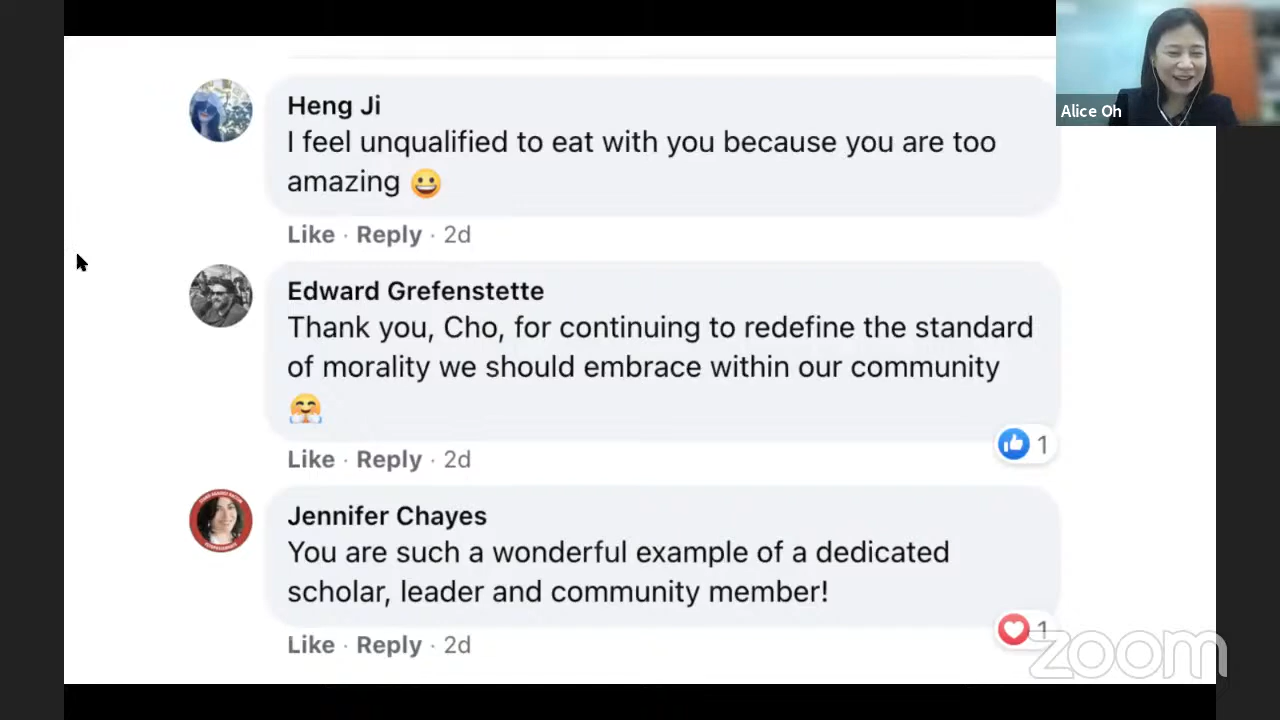 Alice Oh
Heng Ji
I feel unqualified to eat with you because you are too
amazing 😀
Like · Reply · 2d
Edward Grefenstette
Thank you, Cho, for continuing to redefine the standard
of morality we should embrace within our community
🤗
Like · Reply · 2d
1
Jennifer Chayes
You are such a wonderful example of a dedicated
scholar, leader and community member!
Like · Reply · 2d
1
zoom